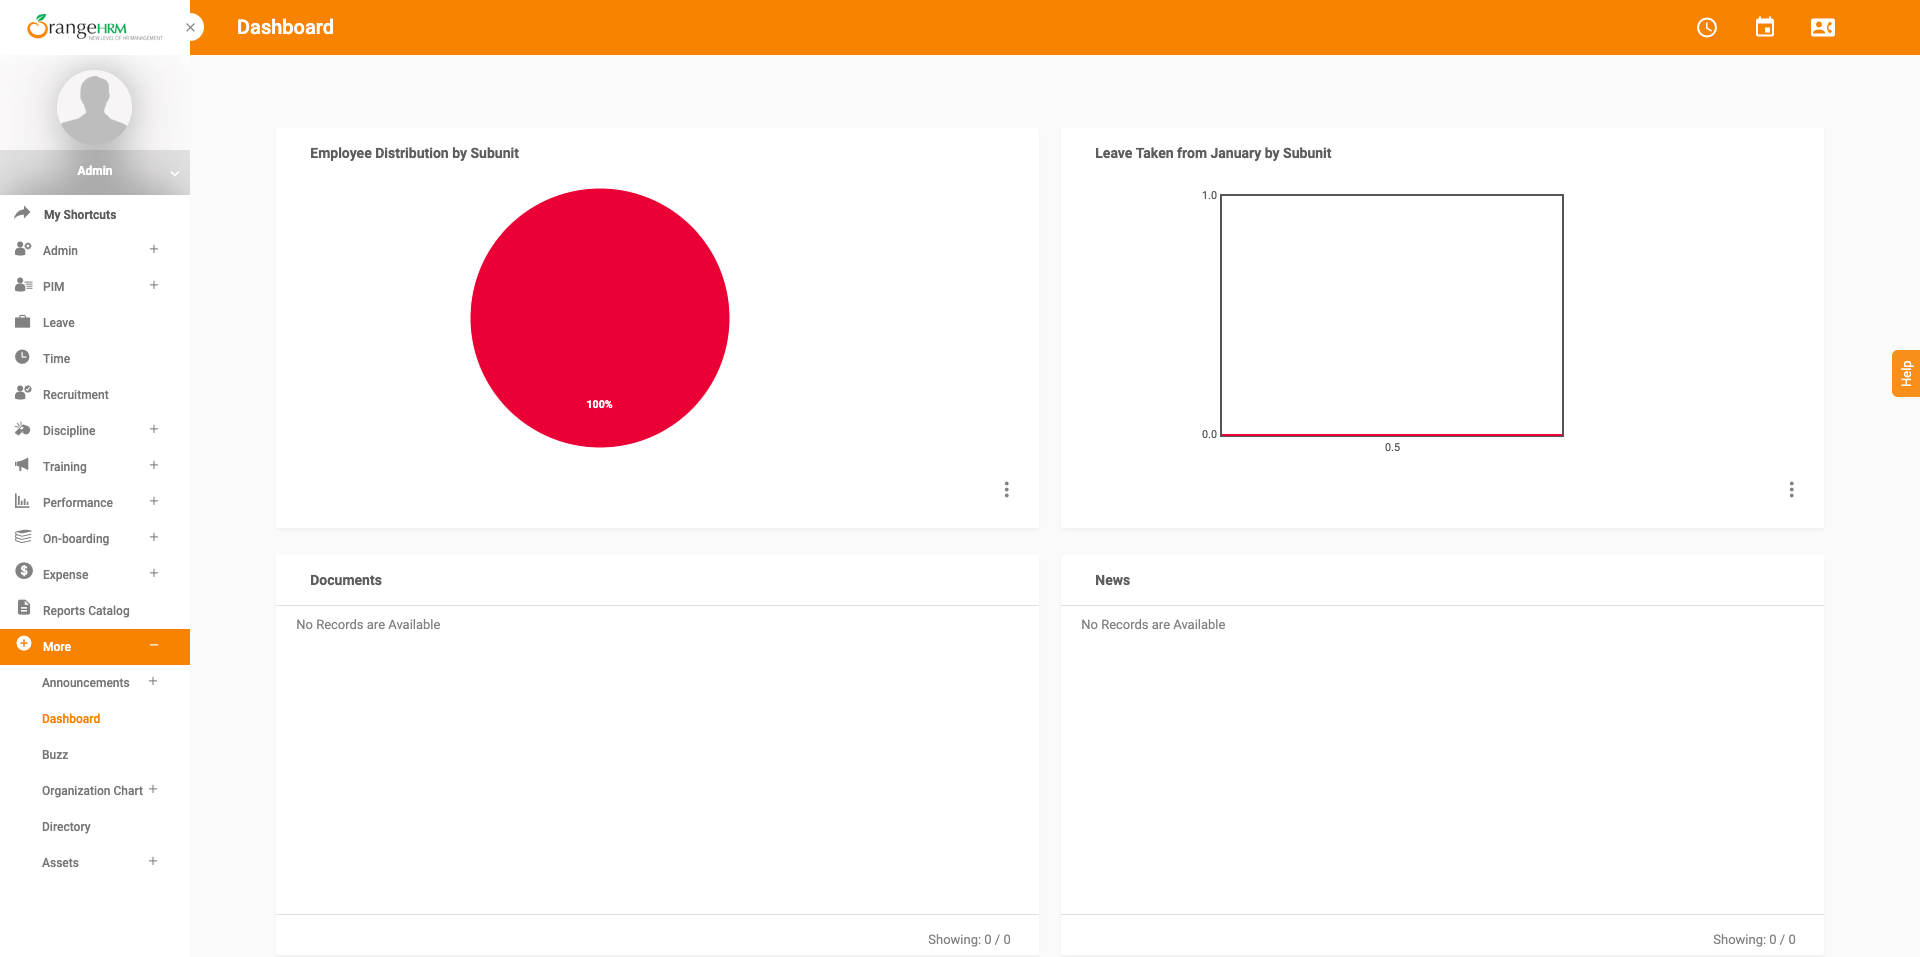 OrangeHRM
NEW LEVEL OF HR MANAGEMENT
Dashboard
Admin
My Shortcuts
Admin
PIM
Leave
Time
Recruitment
Discipline
Training
Performance
On-boarding
Expense
Reports Catalog
More
Announcements
Dashboard
Buzz
Organization Chart
Directory
Assets
Employee Distribution by Subunit
100%
Leave Taken from January by Subunit
1.0
0.0
0.5
Help
Documents
No Records are Available
Showing: 0 / 0
News
No Records are Available
Showing: 0 / 0